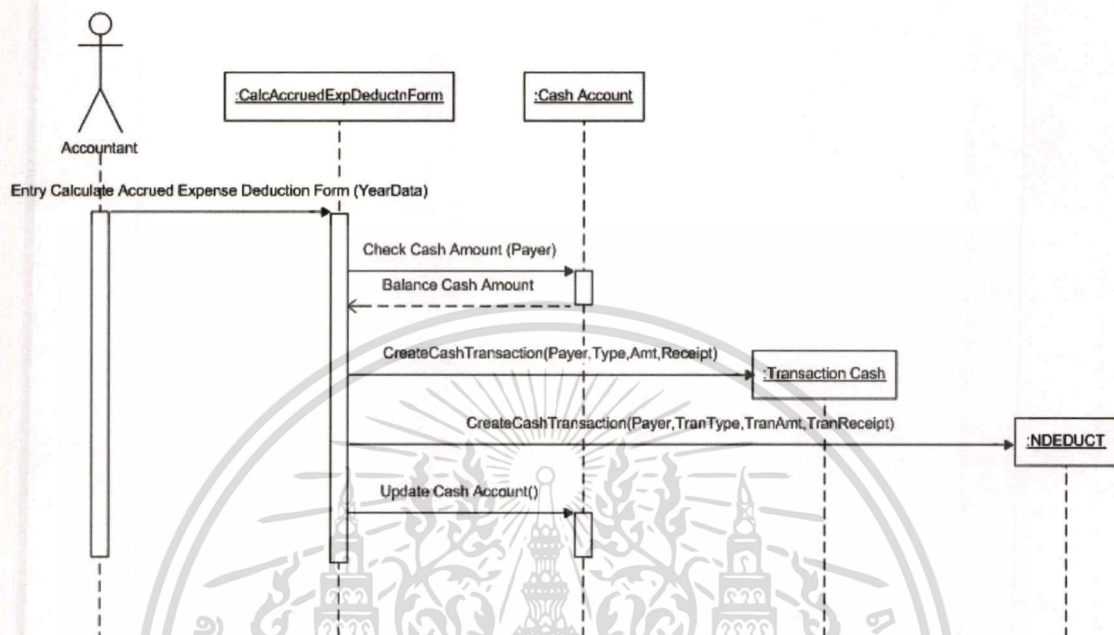 :CalcAccruedExpDeductnForm
:Cash Account
Accountant
Entry Calculate Accrued Expense Deduction Form (YearData)
Check Cash Amount (Payer)
Balance Cash Amount
CreateCashTransaction(Payer,Type,Amt,Receipt)
:Transaction Cash
CreateCashTransaction(Payer,TranType,TranAmt,TranReceipt)
:NDEDUCT
Update Cash Account()